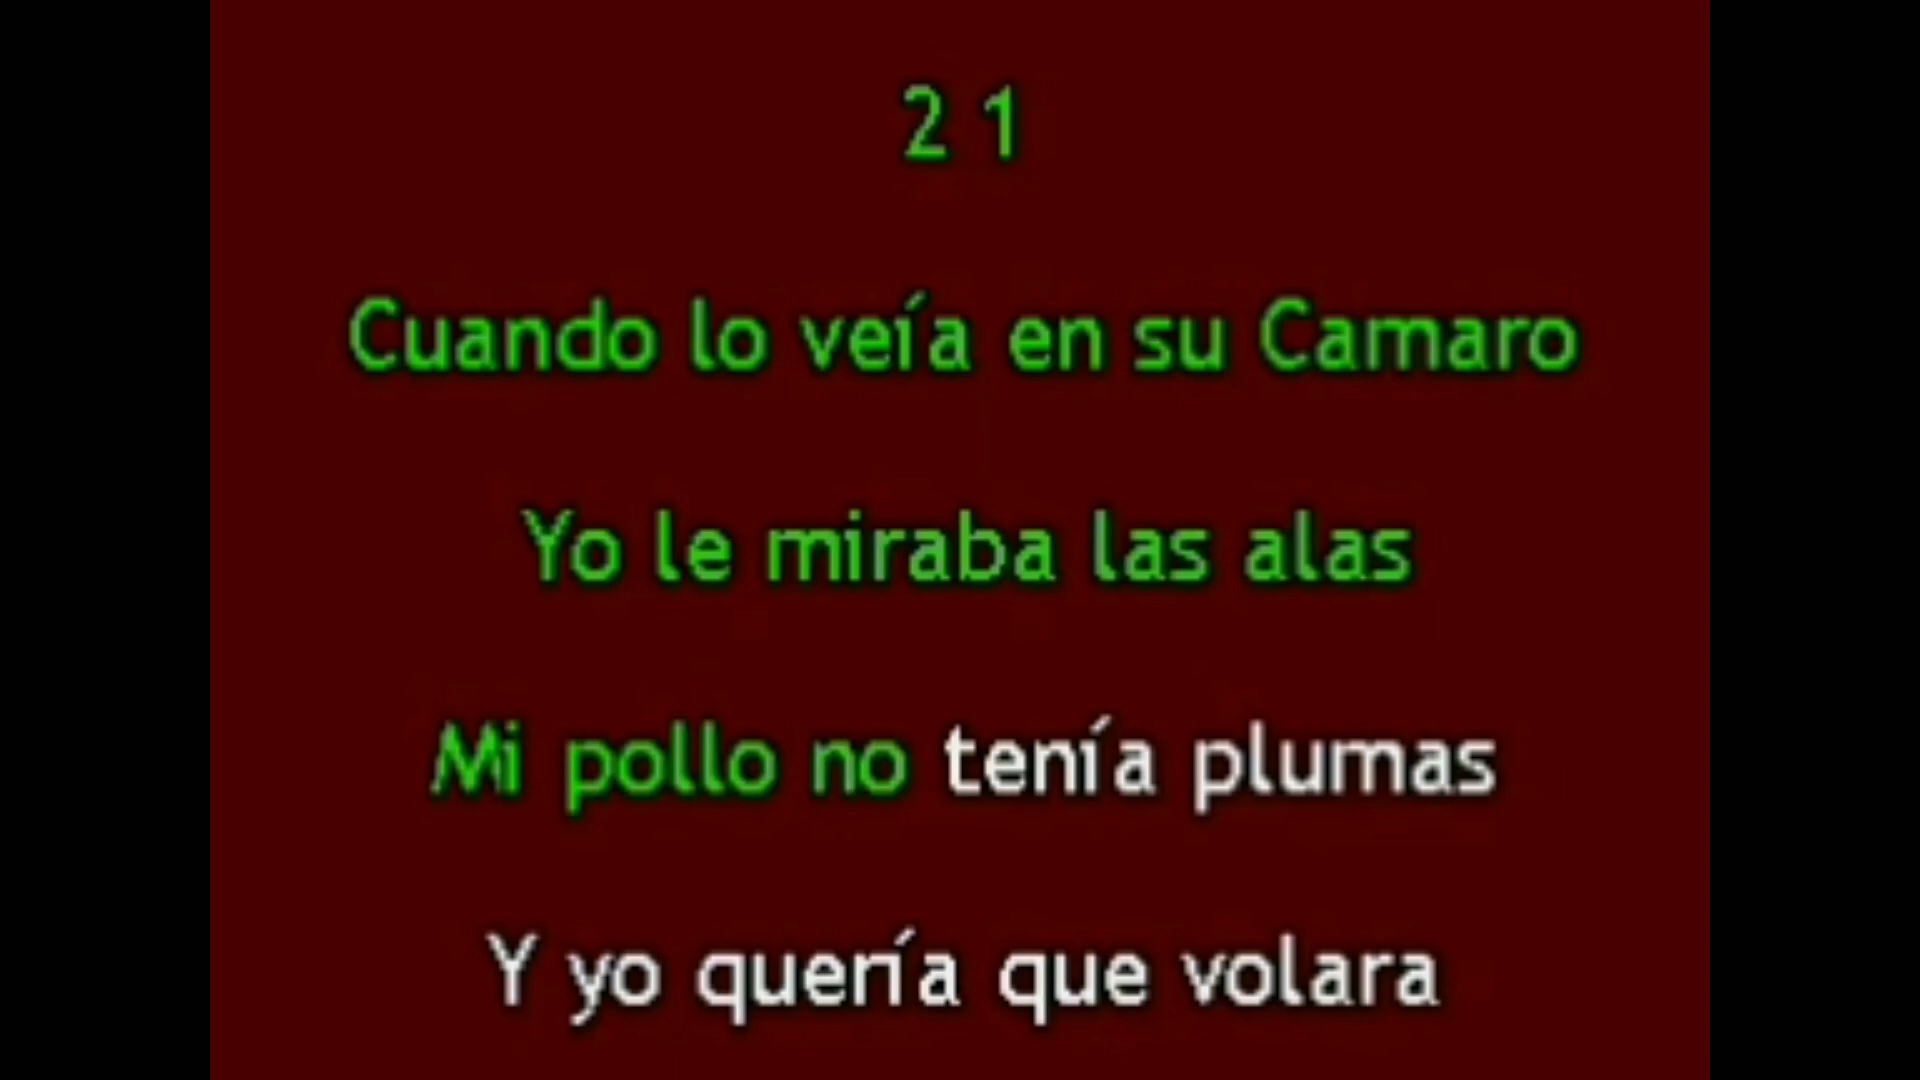 2 1
Cuando lo veía en su Camaro
Yo le miraba las alas
Mi pollo no tenía plumas
Y yo quería que volara